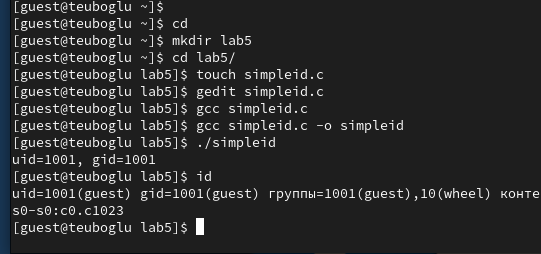 [guest@teuboglu ~]$
[guest@teuboglu ~]$ cd
[guest@teuboglu ~]$ mkdir lab5
[guest@teuboglu ~]$ cd lab5/
[guest@teuboglu lab5]$ touch simpleid.c
[guest@teuboglu lab5]$ gedit simpleid.c
[guest@teuboglu lab5]$ gcc simpleid.c
[guest@teuboglu lab5]$ gcc simpleid.c -o simpleid
[guest@teuboglu lab5]$ ./simpleid
uid=1001, gid=1001
[guest@teuboglu lab5]$ id
uid=1001(guest) gid=1001(guest) группы=1001(guest),10(wheel) конте
s0-s0:c0.c1023
[guest@teuboglu lab5]$